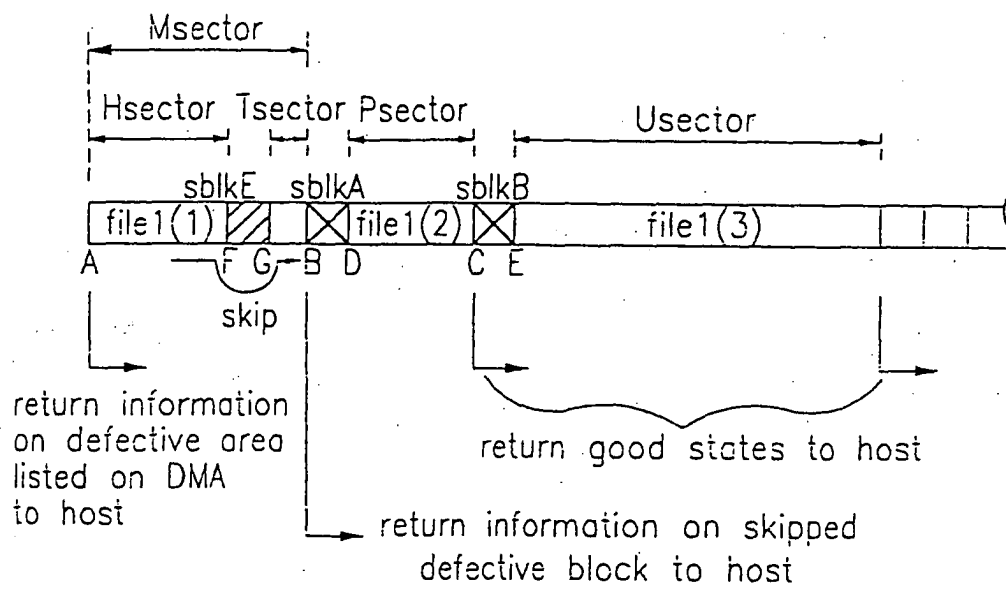 Msector
Hsector Tsector Psector Usector
sblkE sblkA sblkB
file1(1) file1(2) file1(3)
A F G B D C E
skip
return information
on defective area
listed on DMA
to host
return good states to host
return information on skipped
defective block to host